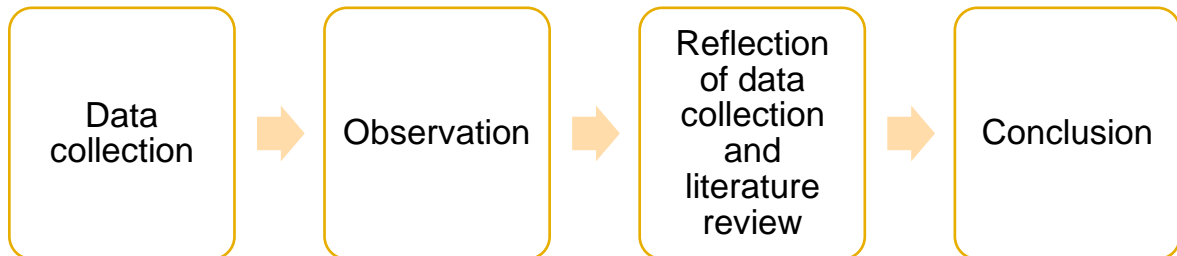 Data
collection
Observation
Reflection
of data
collection
and
literature
review
Conclusion